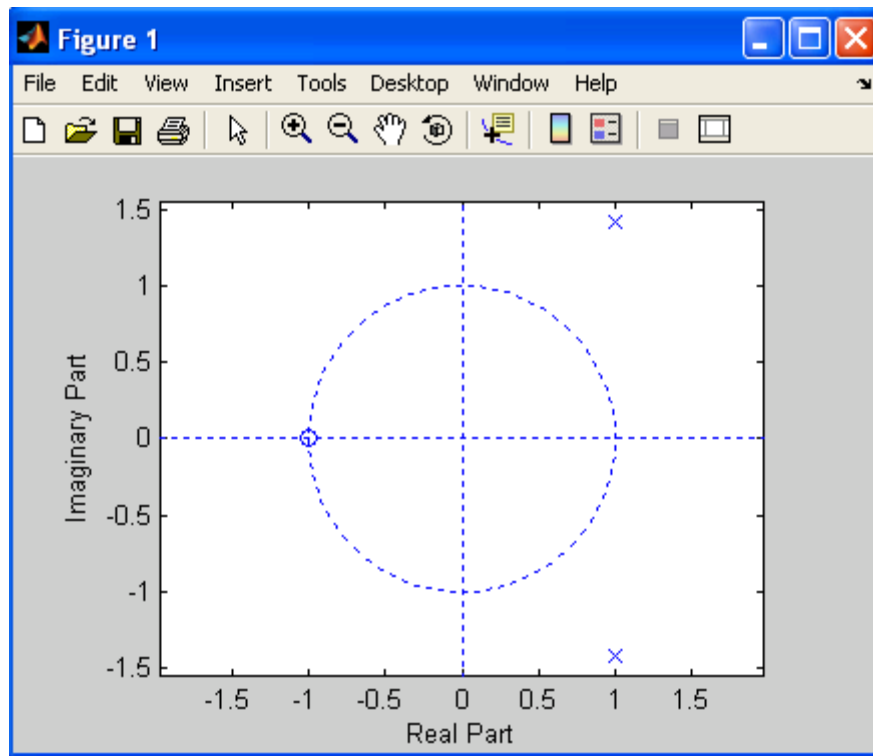 Figure 1
File Edit View Insert Tools Desktop Window Help
1.5
1
0.5
0
-0.5
-1
-1.5
Imaginary Part
-1.5 -1 -0.5 0 0.5 1 1.5
Real Part